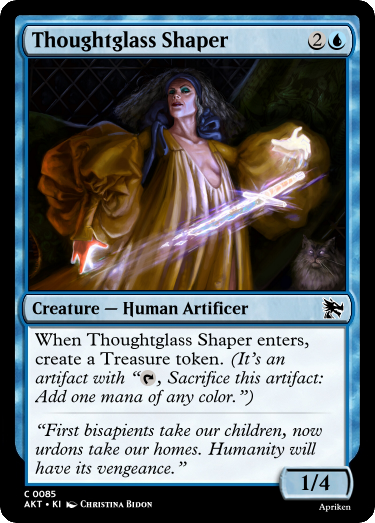 Thoughtglass Shaper 2
Creature — Human Artificer
When Thoughtglass Shaper enters,
create a Treasure token. (It's an
artifact with “, Sacrifice this artifact:
Add one mana of any color.”)
“First bisapients take our children, now
urdons take our homes. Humanity will
have its vengeance.”
1/4
C 0085
AKT • KI Christina Bidon
Apriken